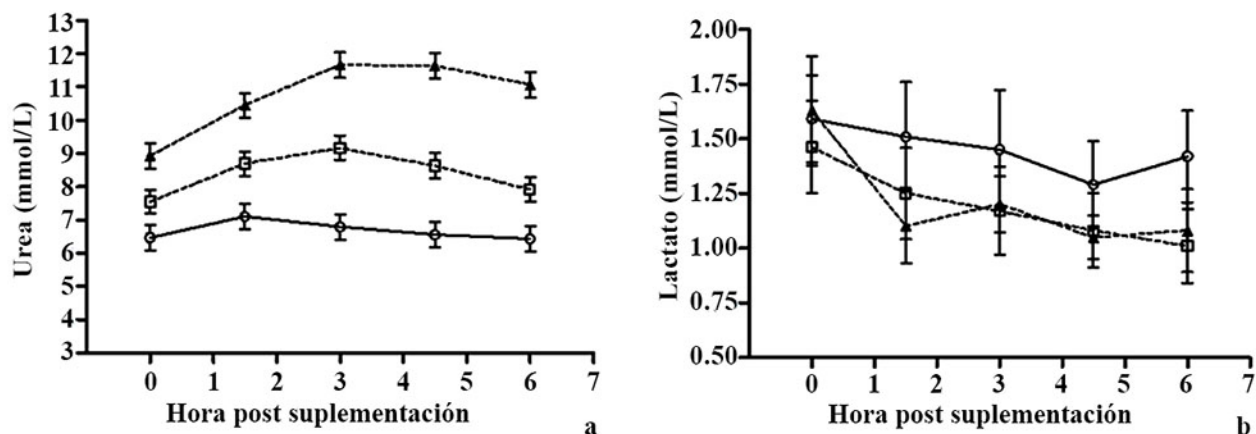 Urea (mmol/L)
13
12
11
10
9
8
7
6
5
4
3
0 1 2 3 4 5 6 7
Hora post suplementación
a
Lactato (mmol/L)
2.00
1.75
1.50
1.25
1.00
0.75
0.50
0 1 2 3 4 5 6 7
Hora post suplementación
b